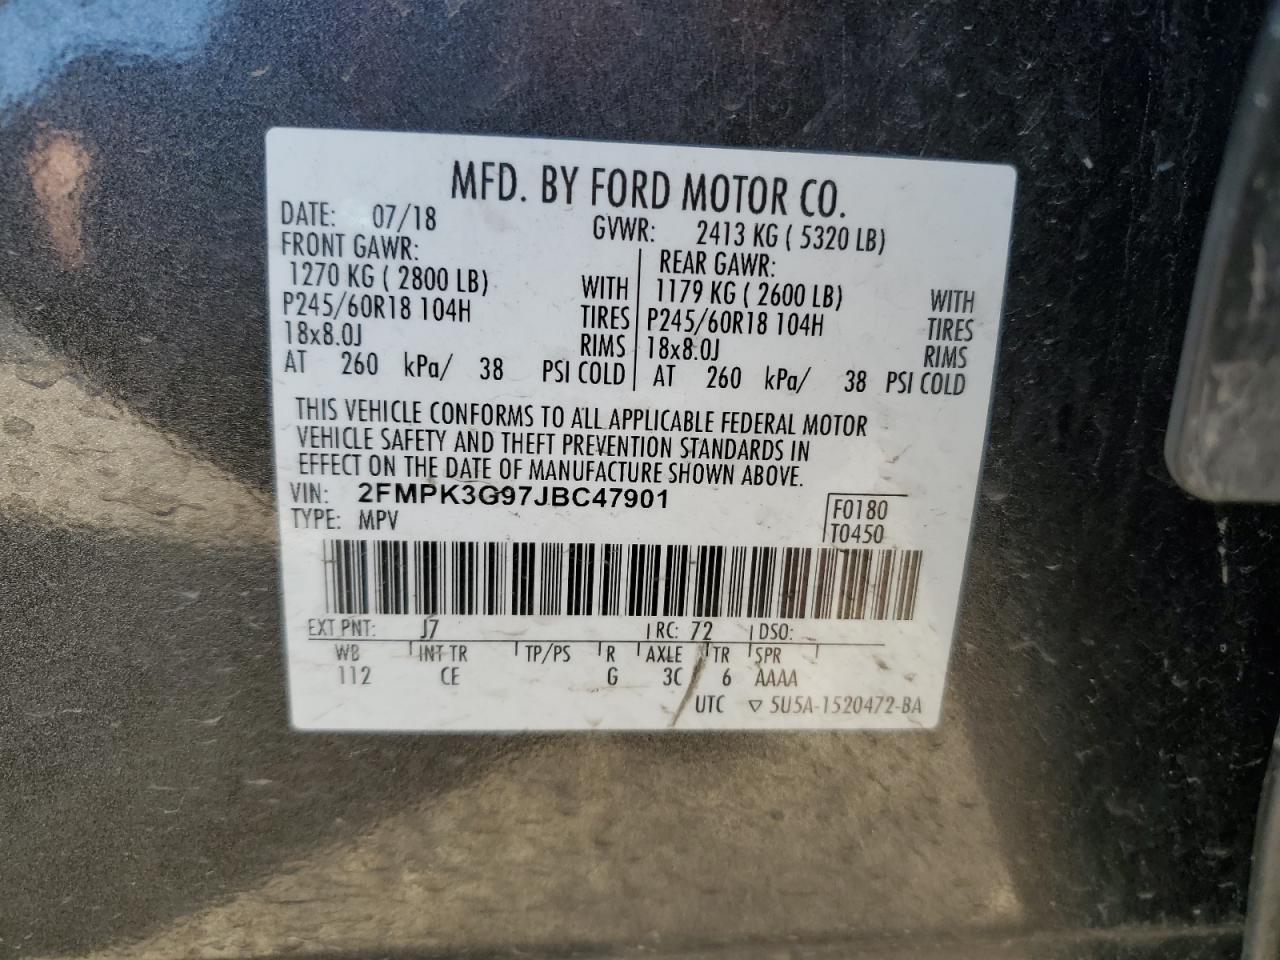 MFD. BY FORD MOTOR CO.
DATE: 07/18 GVWR: 2413 KG ( 5320 LB)
FRONT GAWR: REAR GAWR:
1270 KG ( 2800 LB) WITH 1179 KG ( 2600 LB) WITH
P245/60R18 104H TIRES P245/60R18 104H TIRES
18x8.0J RIMS 18x8.0J RIMS
AT 260 kPa/ 38 PSI COLD AT 260 kPa/ 38 PSI COLD
THIS VEHICLE CONFORMS TO ALL APPLICABLE FEDERAL MOTOR
VEHICLE SAFETY AND THEFT PREVENTION STANDARDS IN
EFFECT ON THE DATE OF MANUFACTURE SHOWN ABOVE.
VIN: 2FMPK3G97JBC47901 F0180
TYPE: MPV T0450
EXT PNT: J7 RC: 72 DSO:
WB INT TR TP/PS R AXLE TR SPR
112 CE G 3C 6 AAAA
UTC ▽ 5U5A-1520472-BA